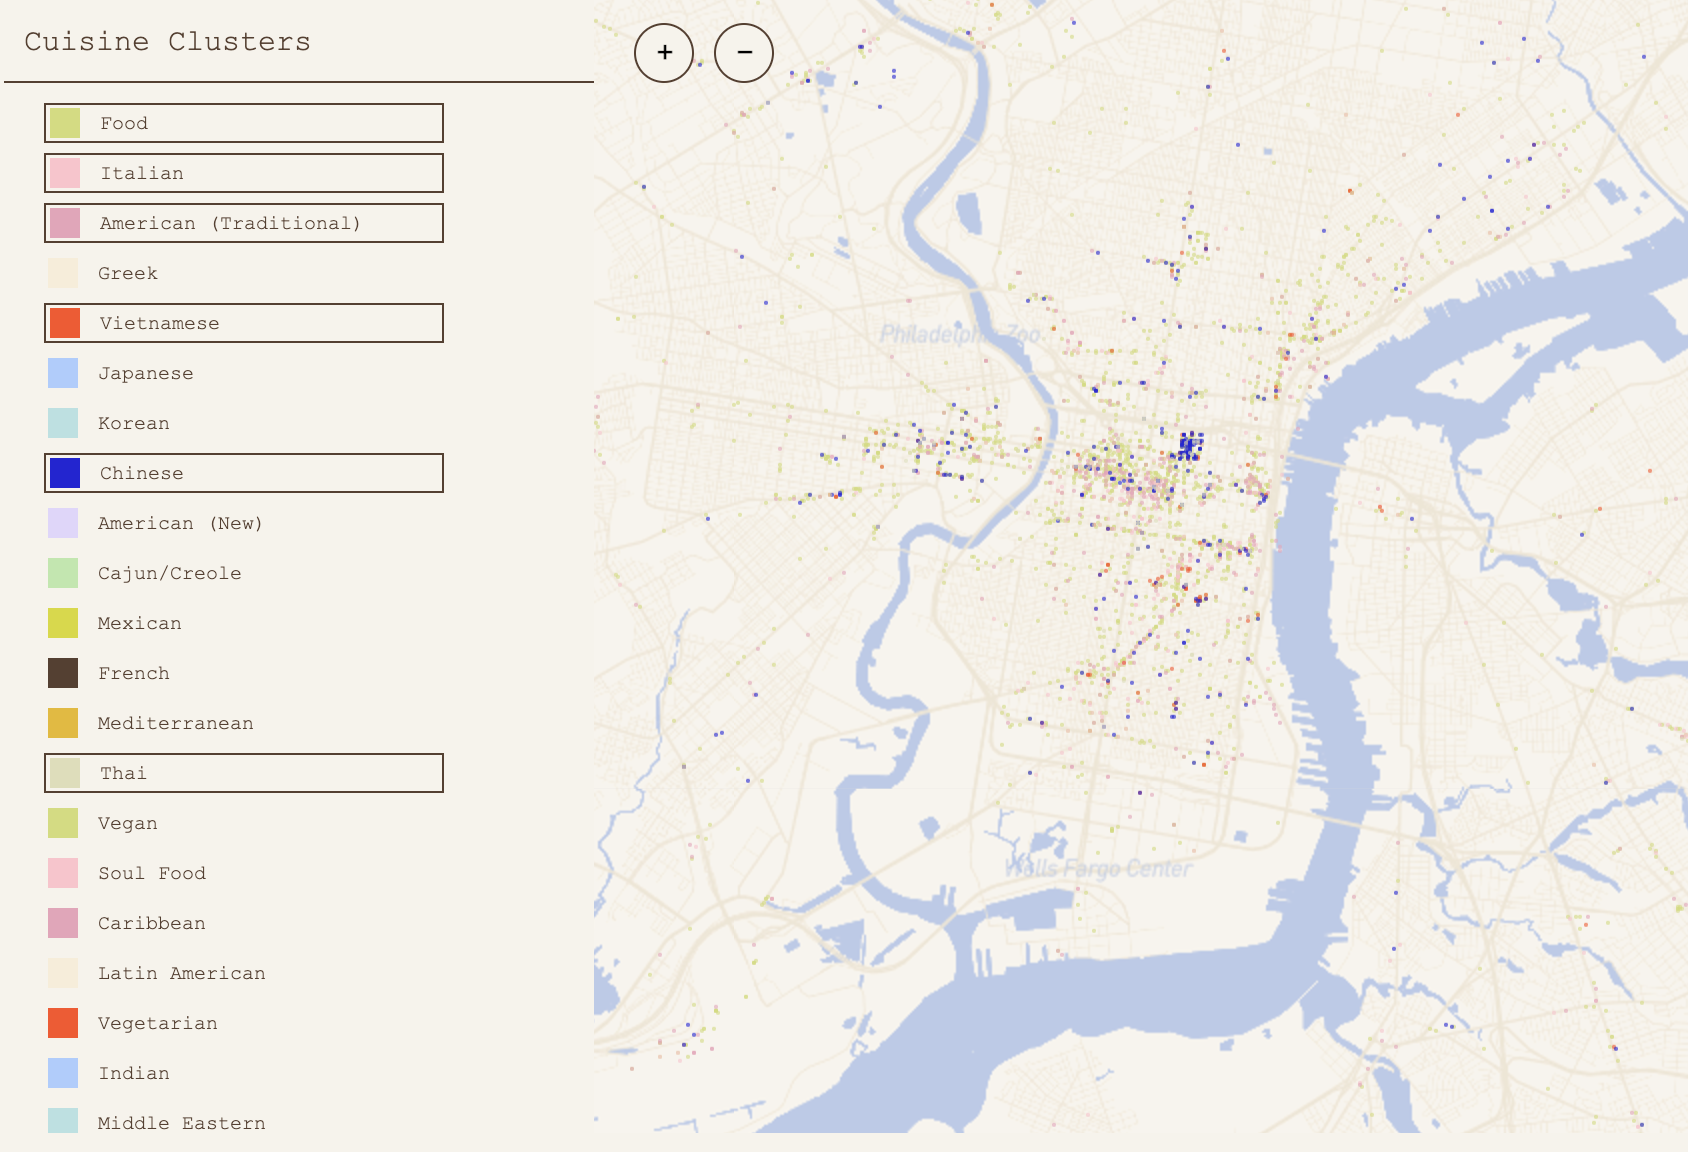 Cuisine Clusters
+
−
Food
Italian
American (Traditional)
Greek
Vietnamese
Japanese
Korean
Chinese
American (New)
Cajun/Creole
Mexican
French
Mediterranean
Thai
Vegan
Soul Food
Caribbean
Latin American
Vegetarian
Indian
Middle Eastern
Philadelphia Zoo
Wells Fargo Center